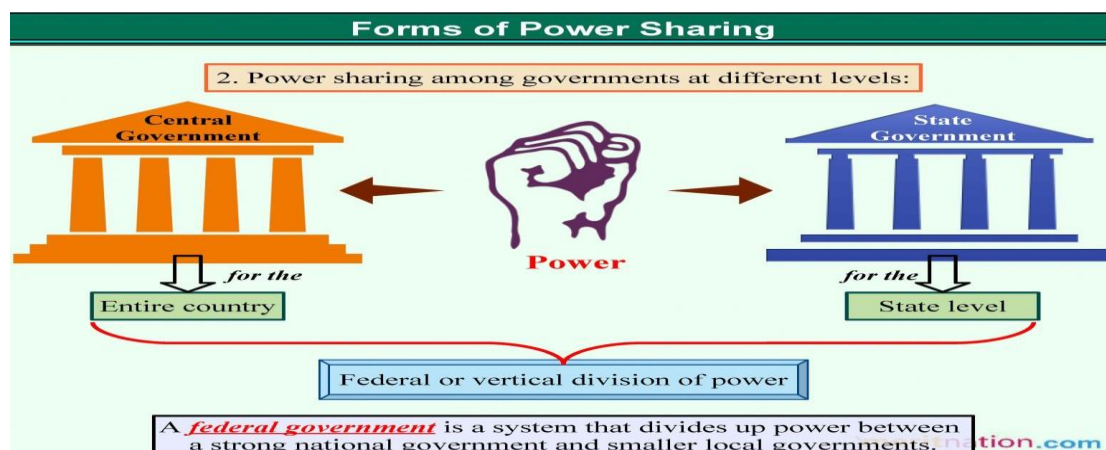 Forms of Power Sharing
2. Power sharing among governments at different levels:
Central
Government
State
Government
Power
for the
for the
Entire country
State level
Federal or vertical division of power
A federal government is a system that divides up power between
a strong national government and smaller local governments.
nation.com